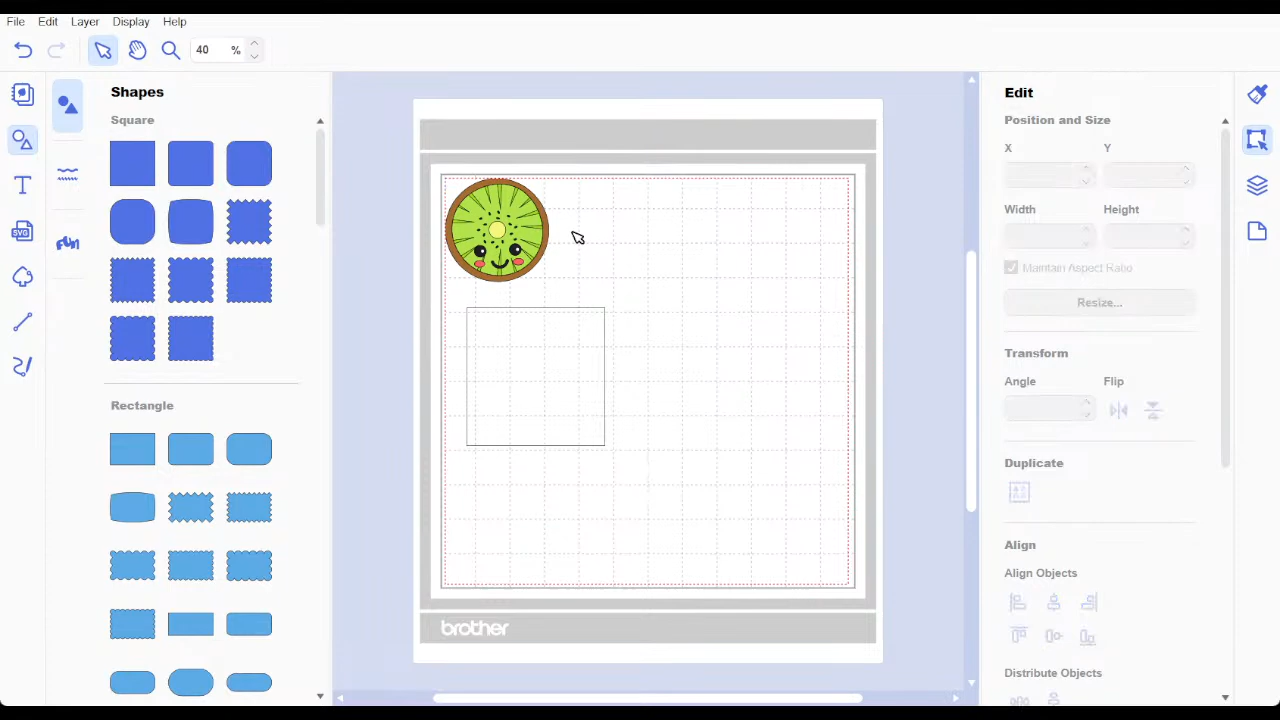 File Edit Layer Display Help
40 %
Shapes
Square
Rectangle
SVG
brother
Edit
Position and Size
X Y
Width Height
Maintain Aspect Ratio
Resize...
Transform
Angle Flip
Duplicate
Align
Align Objects
Distribute Objects